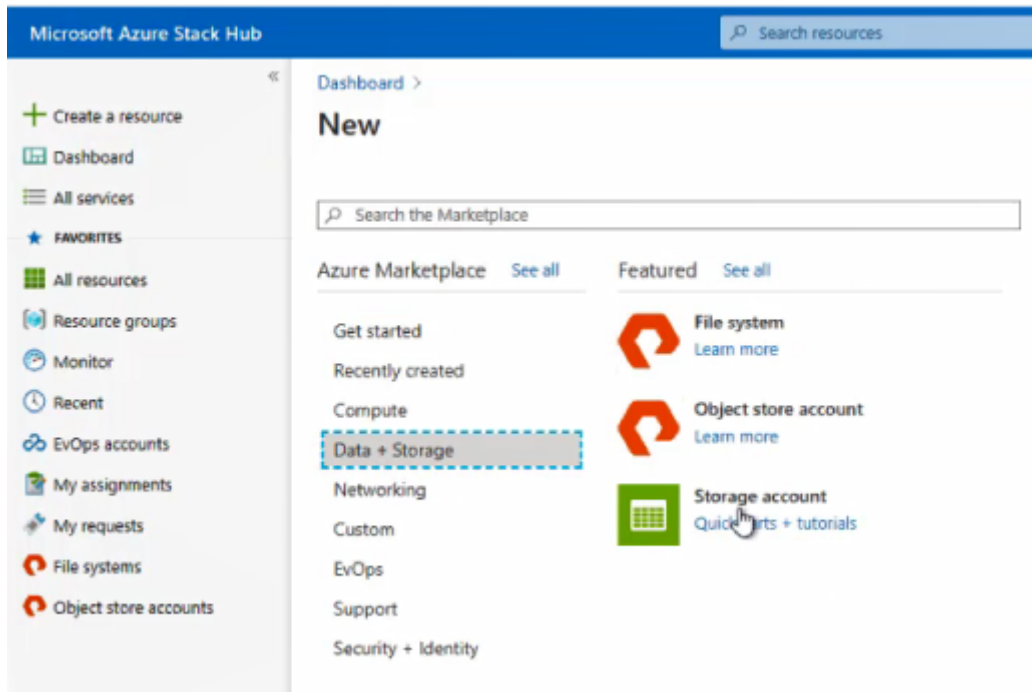 Microsoft Azure Stack Hub
Search resources
«
Create a resource
Dashboard
All services
FAVORITES
All resources
Resource groups
Monitor
Recent
EvOps accounts
My assignments
My requests
File systems
Object store accounts
Dashboard >
New
Search the Marketplace
Azure Marketplace See all
Get started
Recently created
Compute
Data + Storage
Networking
Custom
EvOps
Support
Security + Identity
Featured See all
File system
Learn more
Object store account
Learn more
Storage account
+ tutorials